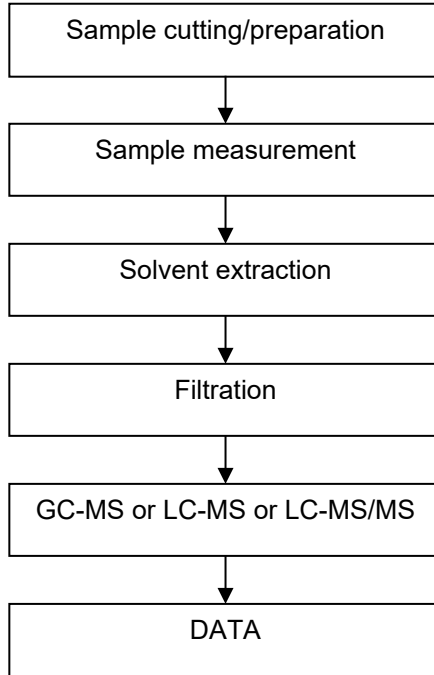 Sample cutting/preparation
Sample measurement
Solvent extraction
Filtration
GC-MS or LC-MS or LC-MS/MS
DATA